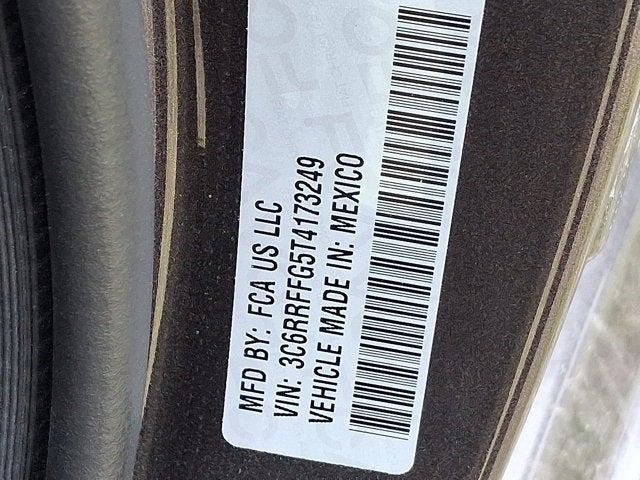 MFD BY: FCA US LLC
VIN: 3C6RRFFG5T4173249
VEHICLE MADE IN: MEXICO